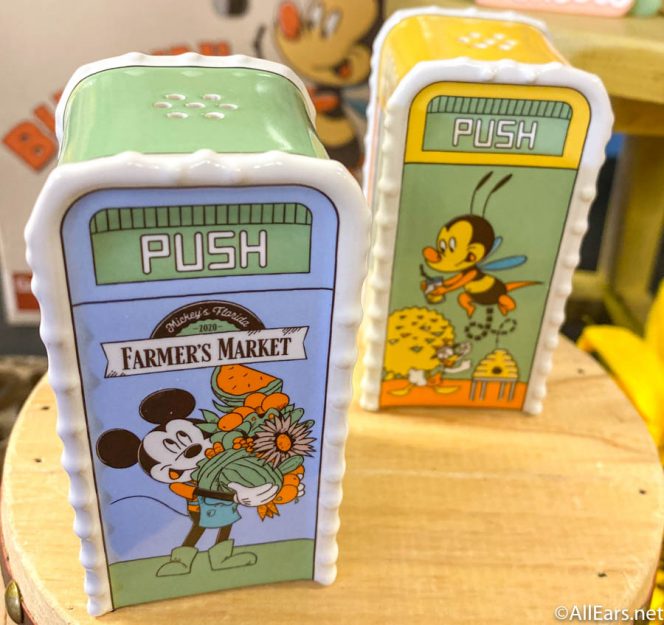 PUSH
Mickey's Florida
-2020-
FARMER'S MARKET
PUSH
©AllEars.net